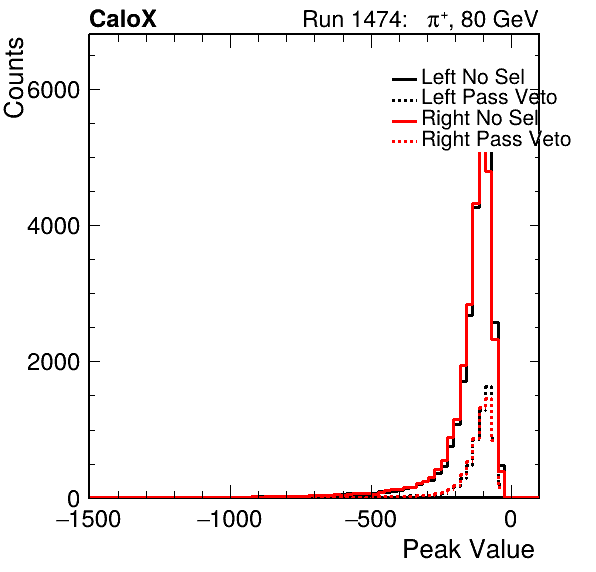 CaloX Run 1474: π⁺, 80 GeV
Counts
6000
4000
2000
0
Left No Sel
Left Pass Veto
Right No Sel
Right Pass Veto
−1500 −1000 −500 0
Peak Value